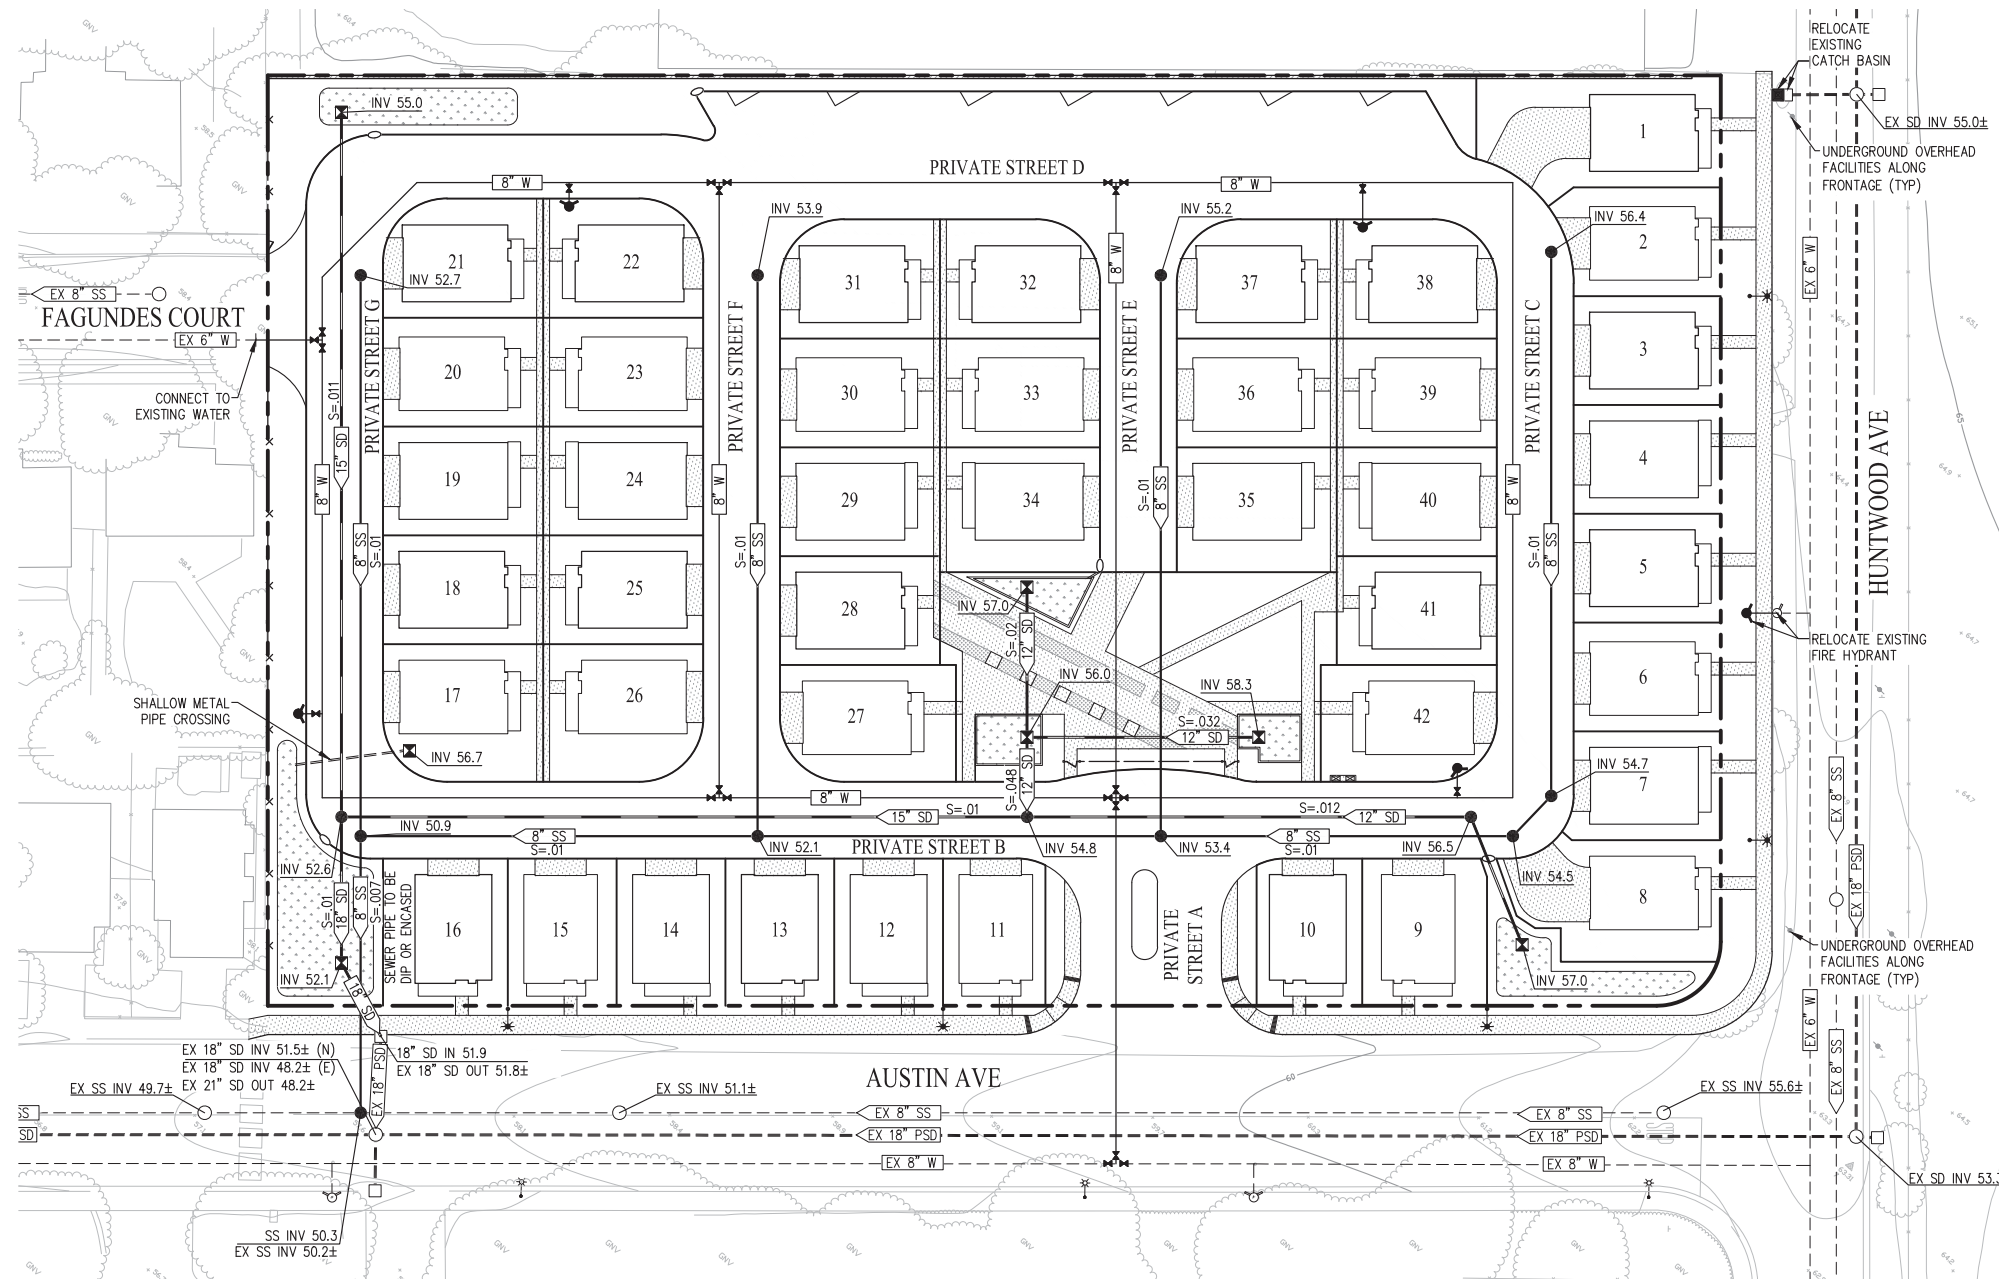 RELOCATE
EXISTING
CATCH BASIN
EX SD INV 55.0±
UNDERGROUND OVERHEAD
FACILITIES ALONG
FRONTAGE (TYP)
INV 55.0
PRIVATE STREET D
8" W
8" W
INV 53.9
INV 55.2
INV 56.4
1
2
3
4
5
6
7
8
EX 6" W
21
22
31
32
37
38
INV 52.7
EX 8" SS
FAGUNDES COURT
EX 6" W
CONNECT TO
EXISTING WATER
S=.011
15" SD
8" W
PRIVATE STREET G
PRIVATE STREET F
PRIVATE STREET E
PRIVATE STREET C
8" W
8" W
8" W
20
23
30
33
36
39
19
24
29
34
35
40
18
25
28
41
17
26
27
42
8" SS
S=.01
S=.01
8" SS
S=.01
8" SS
S=.01
8" SS
HUNTWOOD AVE
RELOCATE EXISTING
FIRE HYDRANT
INV 57.0
S=.02
12" SD
INV 56.0
INV 58.3
S=.032
12" SD
S=.048
12" SD
SHALLOW METAL
PIPE CROSSING
INV 56.7
INV 54.7
8" W
15" SD
S=.01
S=.012
12" SD
INV 50.9
8" SS
S=.01
INV 52.1
PRIVATE STREET B
INV 54.8
INV 53.4
8" SS
S=.01
INV 56.5
INV 54.5
INV 52.6
S=.01
18" SD
8" SS
S=.007
SEWER PIPE TO BE
DIP OR ENCASED
16
15
14
13
12
11
PRIVATE
STREET A
10
9
INV 57.0
INV 52.1
18" SD
EX 8" SS
EX 18" PSD
UNDERGROUND OVERHEAD
FACILITIES ALONG
FRONTAGE (TYP)
EX 6" W
EX 8" SS
EX 18" SD INV 51.5± (N)
EX 18" SD INV 48.2± (E)
EX 21" SD OUT 48.2±
EX 18" PSD
18" SD IN 51.9
EX 18" SD OUT 51.8±
AUSTIN AVE
60
65
EX SS INV 49.7±
EX SS INV 51.1±
EX SS INV 55.6±
SS
EX 8" SS
EX 8" SS
SD
EX 18" PSD
EX 18" PSD
EX 8" W
EX 8" W
EX SD INV 53.
SS INV 50.3
EX SS INV 50.2±